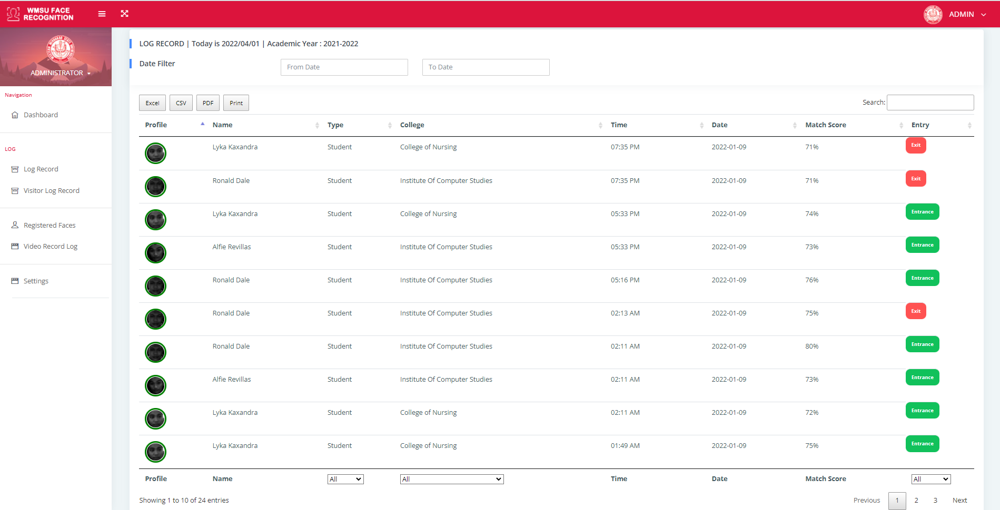 WMSU FACE
RECOGNITION
ADMIN
ADMINISTRATOR
Navigation
Dashboard
LOG
Log Record
Visitor Log Record
Registered Faces
Video Record Log
Settings
LOG RECORD | Today is 2022/04/01 | Academic Year : 2021-2022
Date Filter From Date To Date
Excel CSV PDF Print Search:
Profile Name Type College Time Date Match Score Entry
Lyka Kaxandra Student College of Nursing 07:35 PM 2022-01-09 71% Exit
Ronald Dale Student Institute Of Computer Studies 07:35 PM 2022-01-09 71% Exit
Lyka Kaxandra Student College of Nursing 05:33 PM 2022-01-09 74% Entrance
Alfie Revillas Student Institute Of Computer Studies 05:33 PM 2022-01-09 73% Entrance
Ronald Dale Student Institute Of Computer Studies 05:16 PM 2022-01-09 76% Entrance
Ronald Dale Student Institute Of Computer Studies 02:13 AM 2022-01-09 75% Exit
Ronald Dale Student Institute Of Computer Studies 02:11 AM 2022-01-09 80% Entrance
Alfie Revillas Student Institute Of Computer Studies 02:11 AM 2022-01-09 73% Entrance
Lyka Kaxandra Student College of Nursing 02:11 AM 2022-01-09 72% Entrance
Lyka Kaxandra Student College of Nursing 01:49 AM 2022-01-09 75% Entrance
Profile Name All All Time Date Match Score All
Showing 1 to 10 of 24 entries Previous 1 2 3 Next